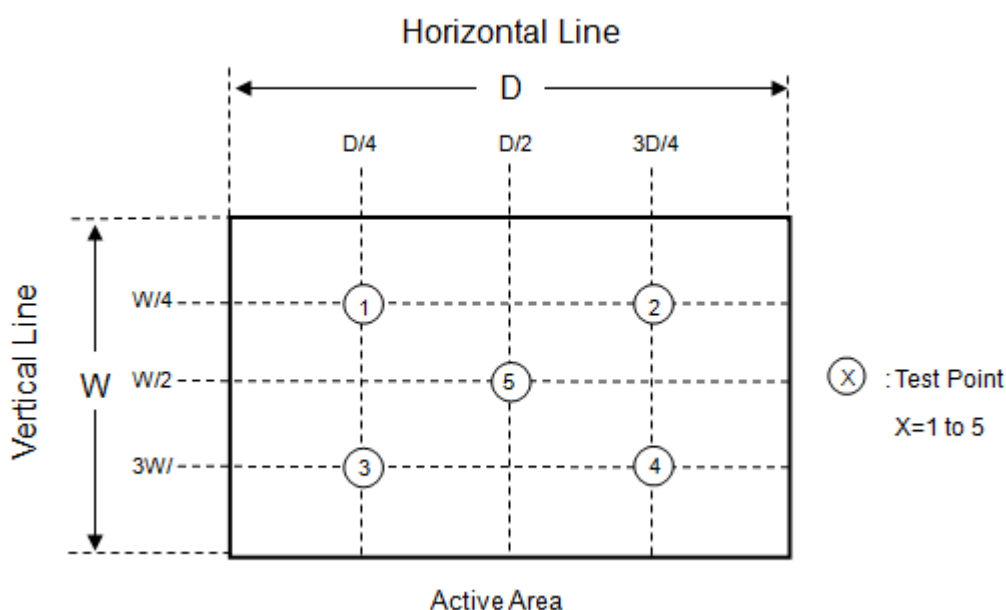 Horizontal Line
D
D/4 D/2 3D/4
Vertical Line
W
W/4
1 2
W/2
5
X : Test Point
X=1 to 5
3W/
3 4
Active Area